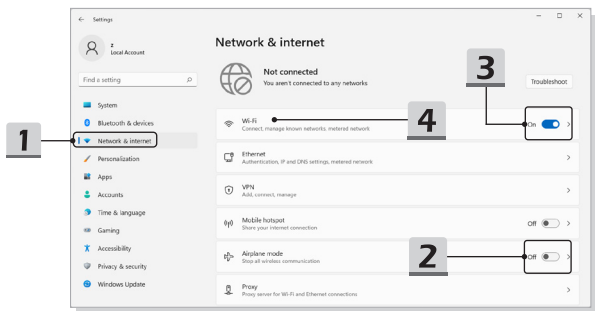 ← Settings
z
Local Account
Find a setting
System
Bluetooth & devices
Network & internet
Personalization
Apps
Accounts
Time & language
Gaming
Accessibility
Privacy & security
Windows Update
Network & internet
Not connected
You aren't connected to any networks
Troubleshoot
Wi-Fi
Connect, manage known networks, metered network
On
Ethernet
Authentication, IP and DNS settings, metered network
VPN
Add, connect, manage
Mobile hotspot
Share your internet connection
Off
Airplane mode
Stop all wireless communication
Off
Proxy
Proxy server for Wi-Fi and Ethernet connections
1
2
3
4